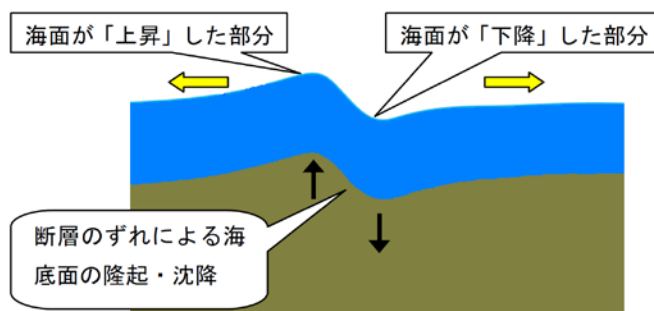 海面が「上昇」した部分
海面が「下降」した部分
断層のずれによる海
底面の隆起・沈降